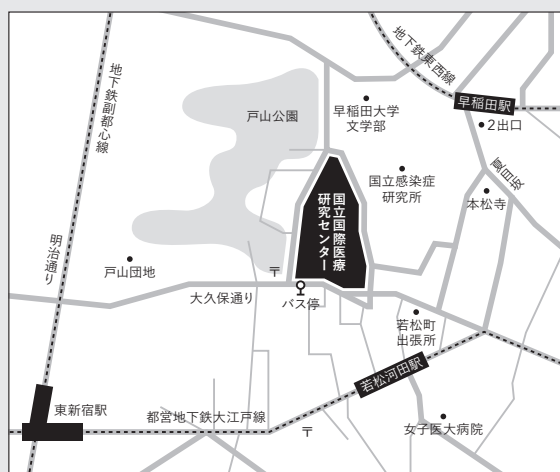 地下鉄東西線
早稲田駅
2出口
地下鉄副都心線
戸山公園
早稲田大学
文学部
夏目坂
国立感染症
研究所
本松寺
国立国際医療
研究センター
明治通り
戸山団地
〒
大久保通り
バス停
若松町
出張所
若松河田駅
東新宿駅
都営地下鉄大江戸線
〒
女子医大病院